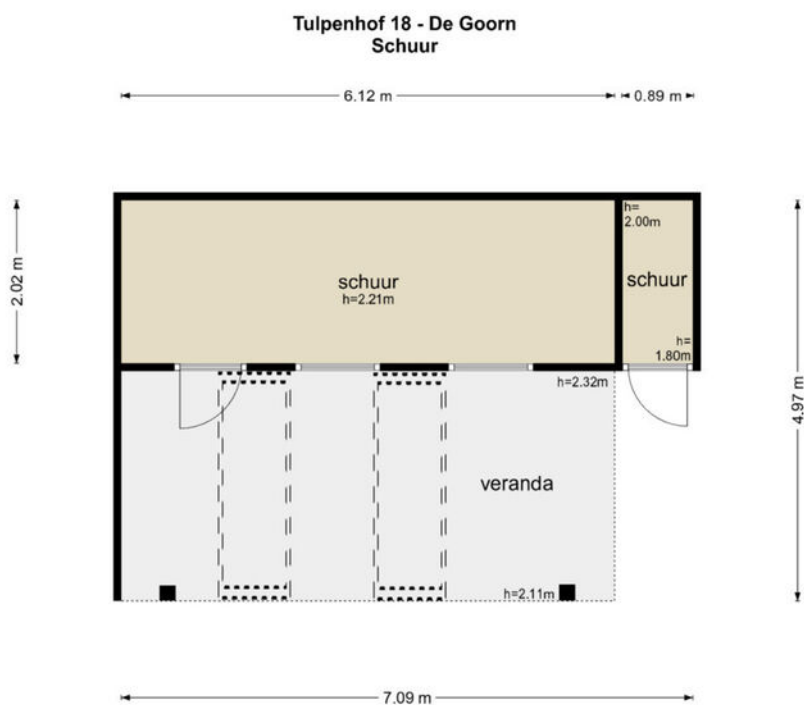 Tulpenhof 18 - De Goorn
Schuur
6.12 m
0.89 m
2.02 m
4.97 m
schuur
h=2.21m
h=
2.00m
schuur
h=
1.80m
h=2.32m
veranda
h=2.11m
7.09 m